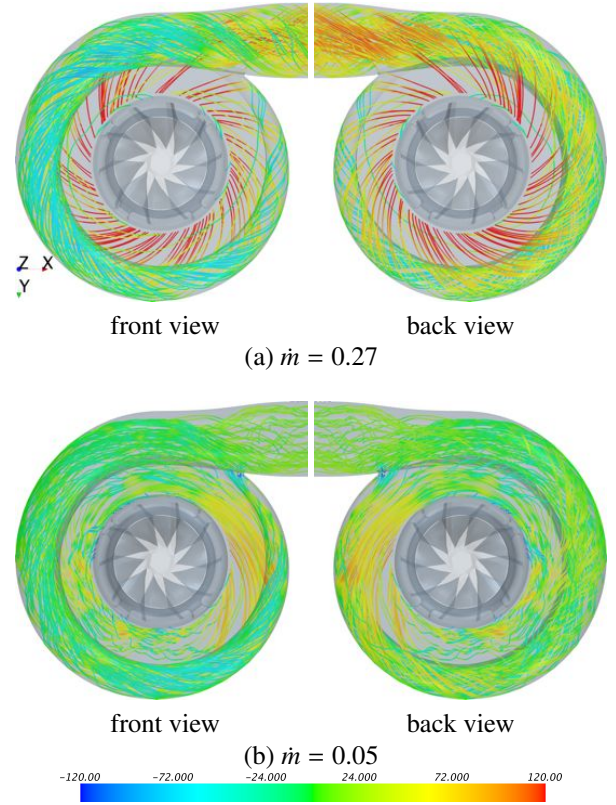 Z X
Y
front view back view
(a) ṁ = 0.27
front view back view
(b) ṁ = 0.05
-120.00 -72.000 -24.000 24.000 72.000 120.00